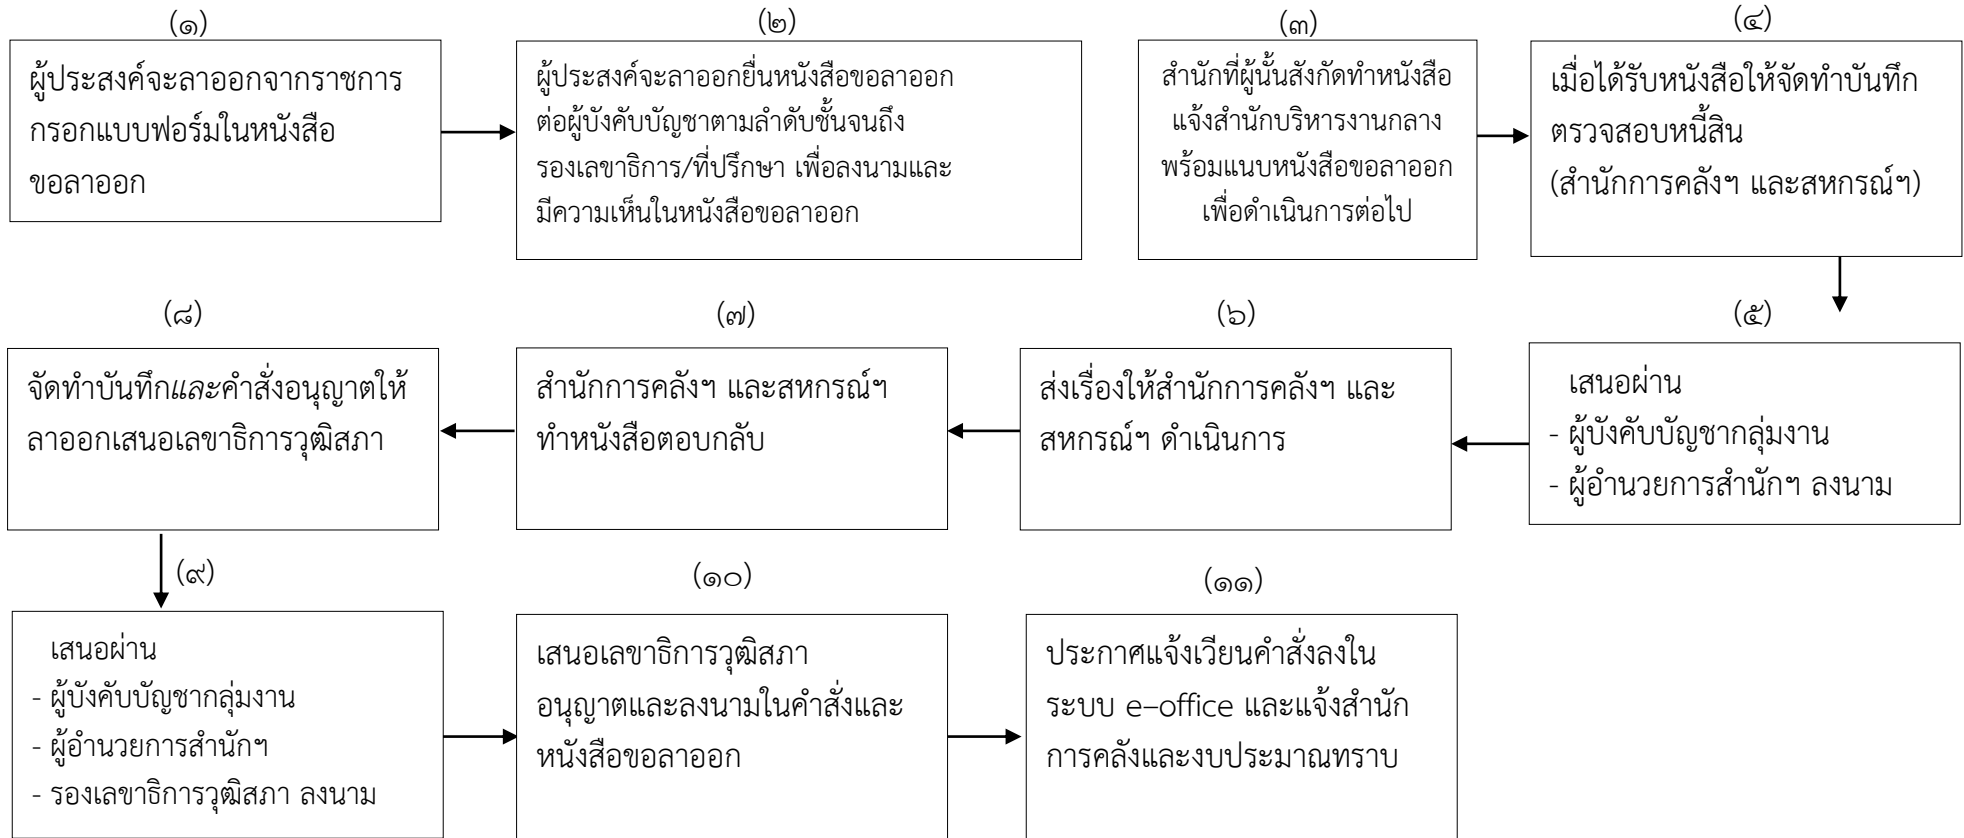 (๑)
ผู้ประสงค์จะลาออกจากราชการ
กรอกแบบฟอร์มในหนังสือ
ขอลาออก
(๒)
ผู้ประสงค์จะลาออกยื่นหนังสือขอลาออก
ต่อผู้บังคับบัญชาตามลำดับชั้นจนถึง
รองเลขาธิการ/ที่ปรึกษา เพื่อลงนามและ
มีความเห็นในหนังสือขอลาออก
(๓)
สำนักที่ผู้นั้นสังกัดทำหนังสือ
แจ้งสำนักบริหารงานกลาง
พร้อมแนบหนังสือขอลาออก
เพื่อดำเนินการต่อไป
(๔)
เมื่อได้รับหนังสือให้จัดทำบันทึก
ตรวจสอบหนี้สิน
(สำนักการคลังฯ และสหกรณ์ฯ)
(๕)
เสนอผ่าน
- ผู้บังคับบัญชากลุ่มงาน
- ผู้อำนวยการสำนักฯ ลงนาม
(๖)
ส่งเรื่องให้สำนักการคลังฯ และ
สหกรณ์ฯ ดำเนินการ
(๗)
สำนักการคลังฯ และสหกรณ์ฯ
ทำหนังสือตอบกลับ
(๘)
จัดทำบันทึกและคำสั่งอนุญาตให้
ลาออกเสนอเลขาธิการวุฒิสภา
(๙)
เสนอผ่าน
- ผู้บังคับบัญชากลุ่มงาน
- ผู้อำนวยการสำนักฯ
- รองเลขาธิการวุฒิสภา ลงนาม
(๑๐)
เสนอเลขาธิการวุฒิสภา
อนุญาตและลงนามในคำสั่งและ
หนังสือขอลาออก
(๑๑)
ประกาศแจ้งเวียนคำสั่งลงใน
ระบบ e–office และแจ้งสำนัก
การคลังและงบประมาณทราบ